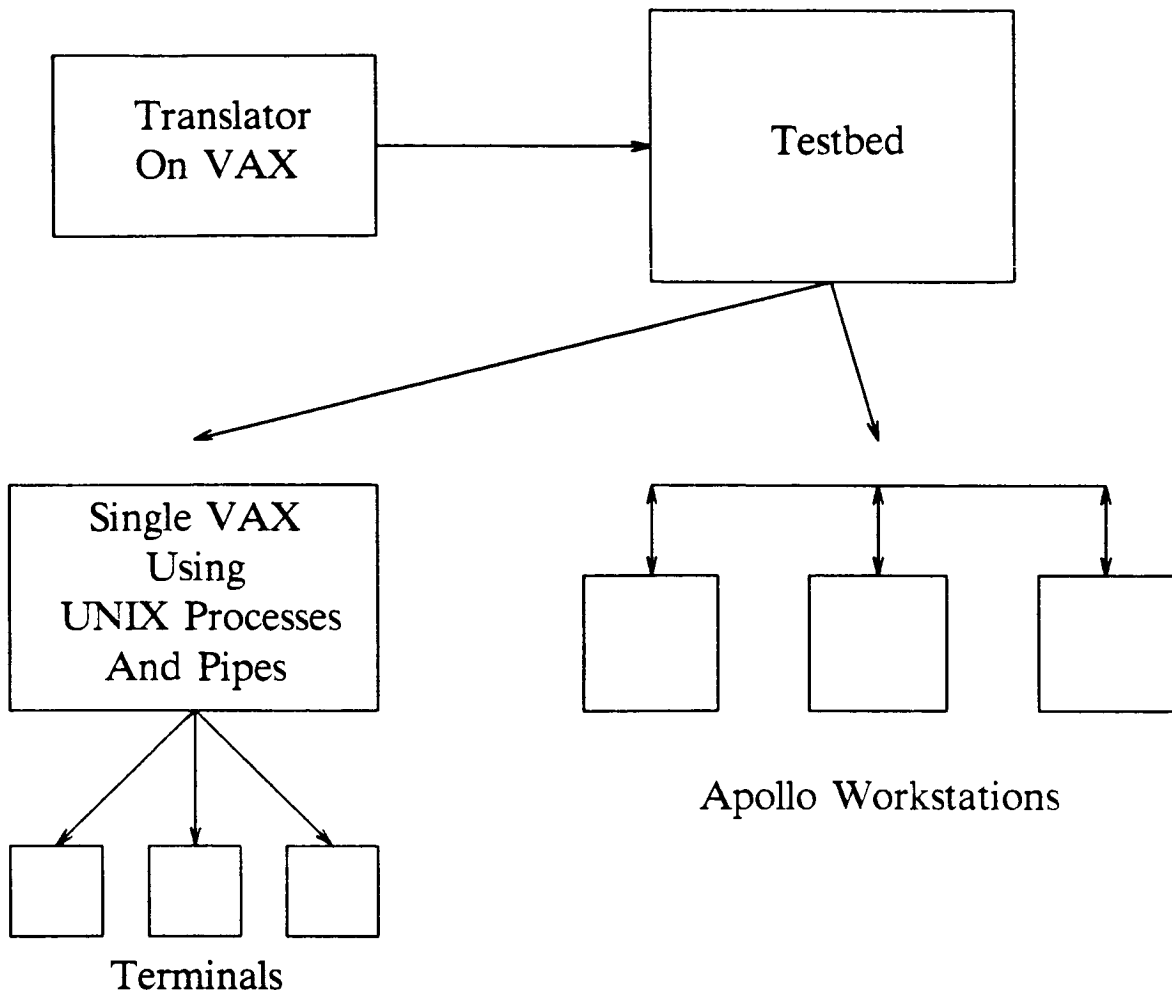 Translator
On VAX
Testbed
Single VAX
Using
UNIX Processes
And Pipes
Apollo Workstations
Terminals